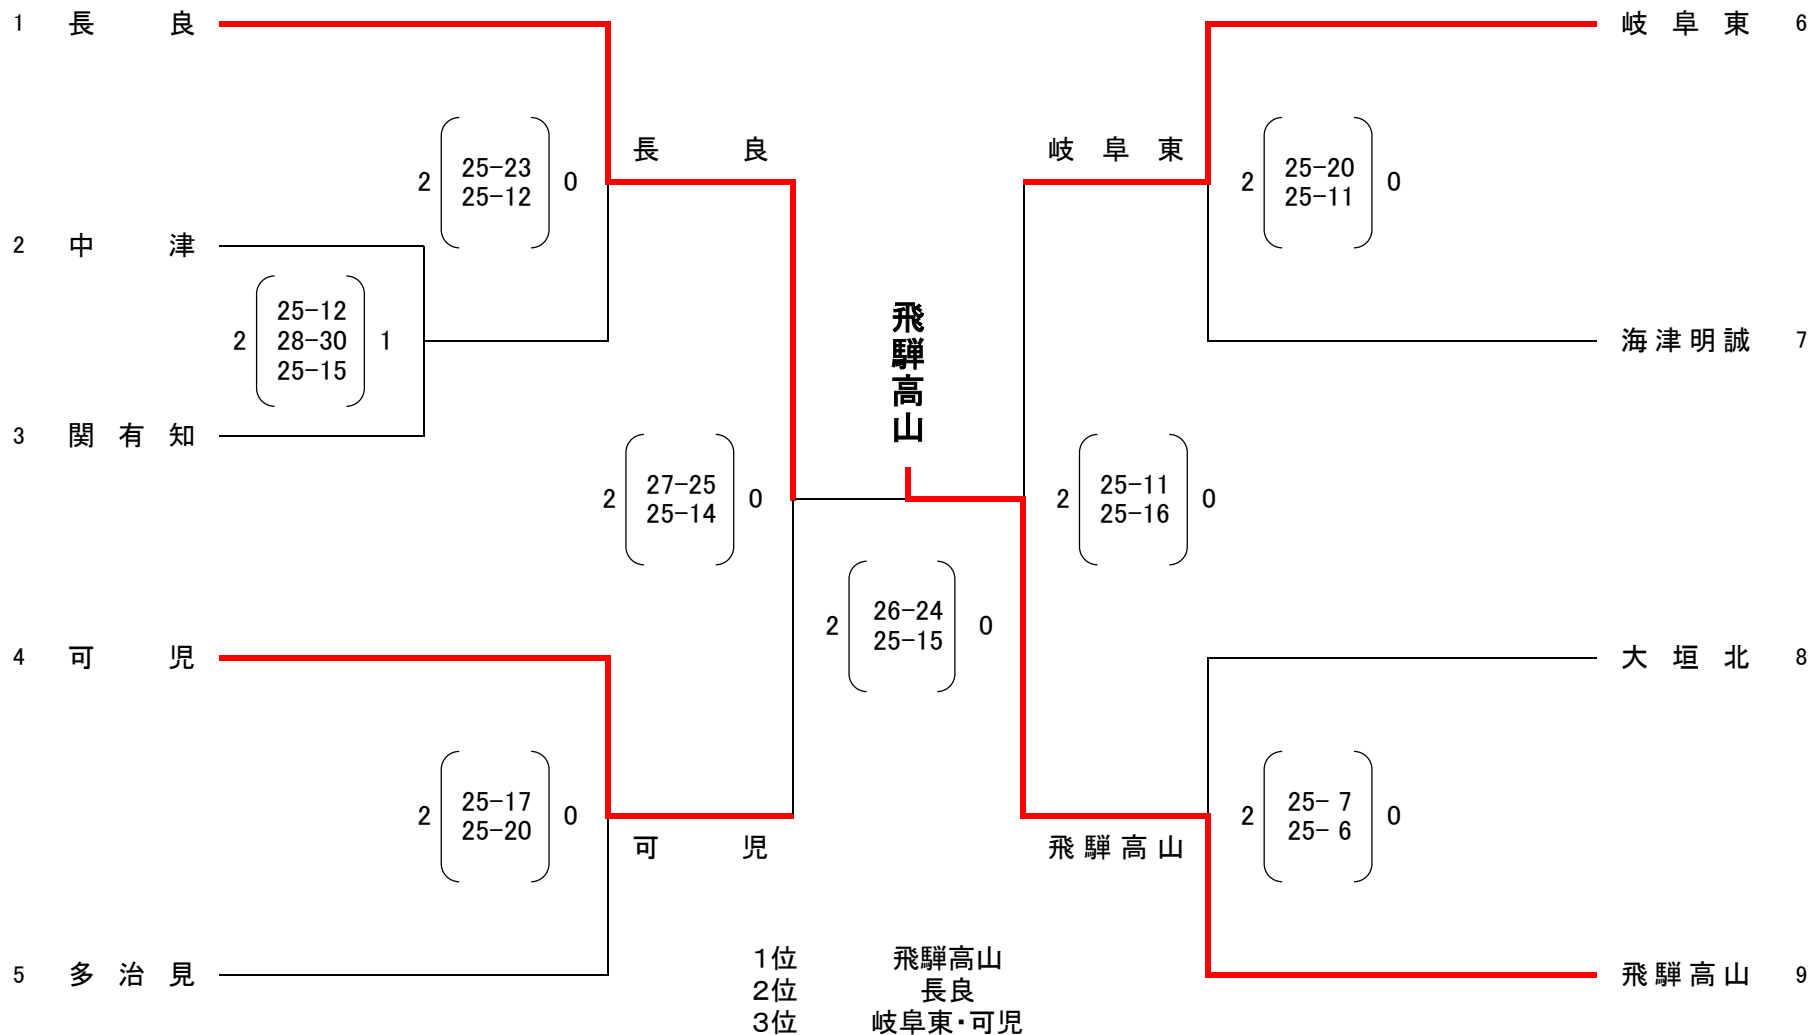 1 長良
2 中津
3 関有知
4 可児
5 多治見
岐阜東 6
海津明誠 7
大垣北 8
飛騨高山 9
2 25-23 0
25-12
長良
2 25-12 1
28-30
25-15
2 27-25 0
25-14
2 25-17 0
25-20
可児
飛騨高山
2 26-24 0
25-15
岐阜東
2 25-20 0
25-11
2 25-11 0
25-16
飛騨高山
2 25- 7 0
25- 6
1位 飛騨高山
2位 長良
3位 岐阜東・可児